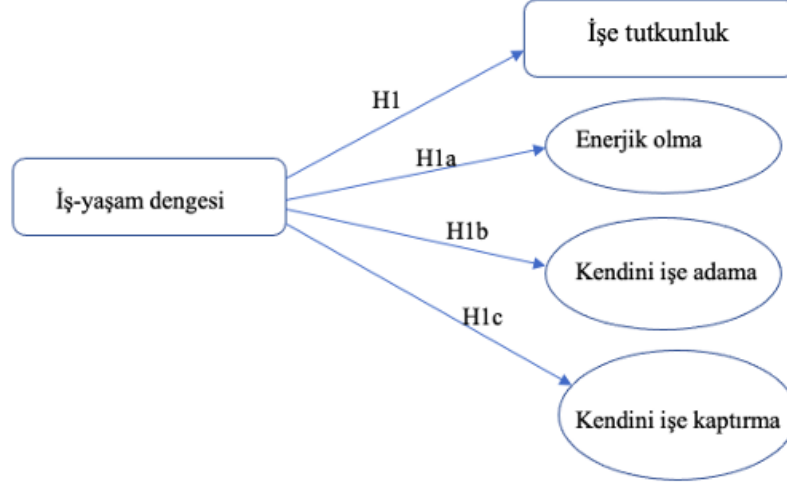 İşe tutkunluk
H1
Enerjik olma
H1a
İş-yaşam dengesi
H1b
Kendini işe adama
H1c
Kendini işe kaptırma